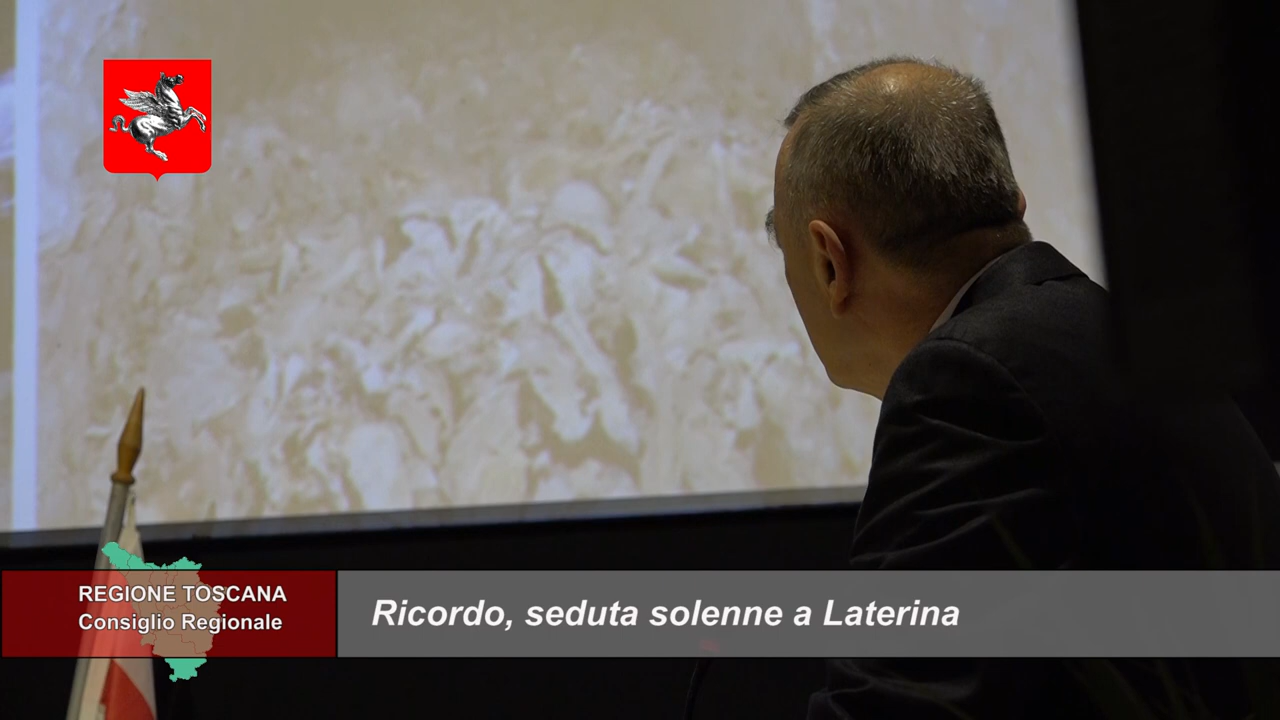 REGIONE TOSCANA
Consiglio Regionale
Ricordo, seduta solenne a Laterina